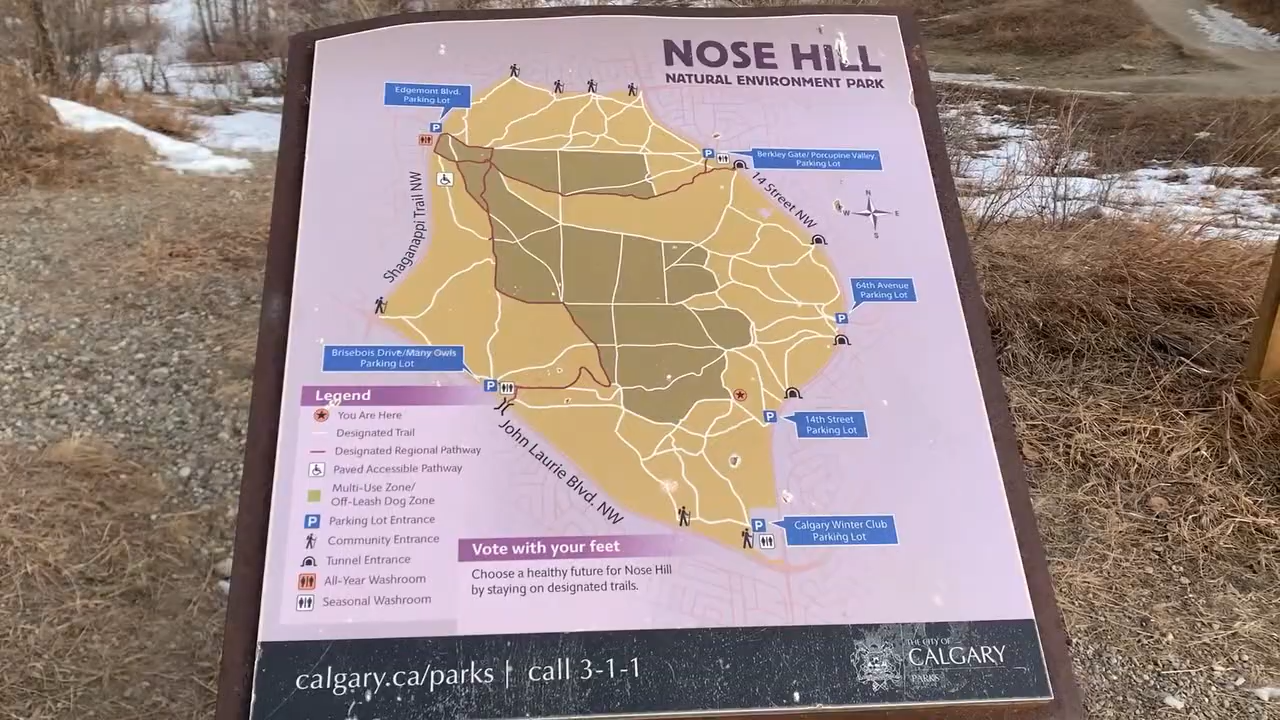 NOSE HILL
NATURAL ENVIRONMENT PARK
Edgemont Blvd.
Parking Lot
P
Berkley Gate/ Porcupine Valley
Parking Lot
P
14 Street NW
Shaganappi Trail NW
N
W
E
S
64th Avenue
Parking Lot
P
Brisebois Drive/Many Owls
Parking Lot
P
14th Street
Parking Lot
P
John Laurie Blvd. NW
Calgary Winter Club
Parking Lot
P
Legend
You Are Here
Designated Trail
Designated Regional Pathway
Paved Accessible Pathway
Multi-Use Zone/
Off-Leash Dog Zone
P Parking Lot Entrance
Community Entrance
Tunnel Entrance
All-Year Washroom
Seasonal Washroom
Vote with your feet
Choose a healthy future for Nose Hill
by staying on designated trails.
calgary.ca/parks | call 3-1-1
THE CITY OF
CALGARY
PARKS